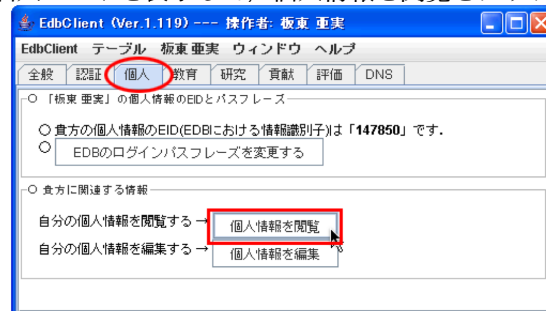 EdbClient (Ver.1.119) --- 操作者: 板東 亜実
EdbClient テーブル 板東 亜実 ウィンドウ ヘルプ
全般 認証 個人 教育 研究 貢献 評価 DNS
「板東 亜実」の個人情報のEIDとパスフレーズ
貴方の個人情報のEID(EDBにおける情報識別子)は「147850」です.
EDBのログインパスフレーズを変更する
貴方に関連する情報
自分の個人情報を閲覧する → 個人情報を閲覧
自分の個人情報を編集する → 個人情報を編集